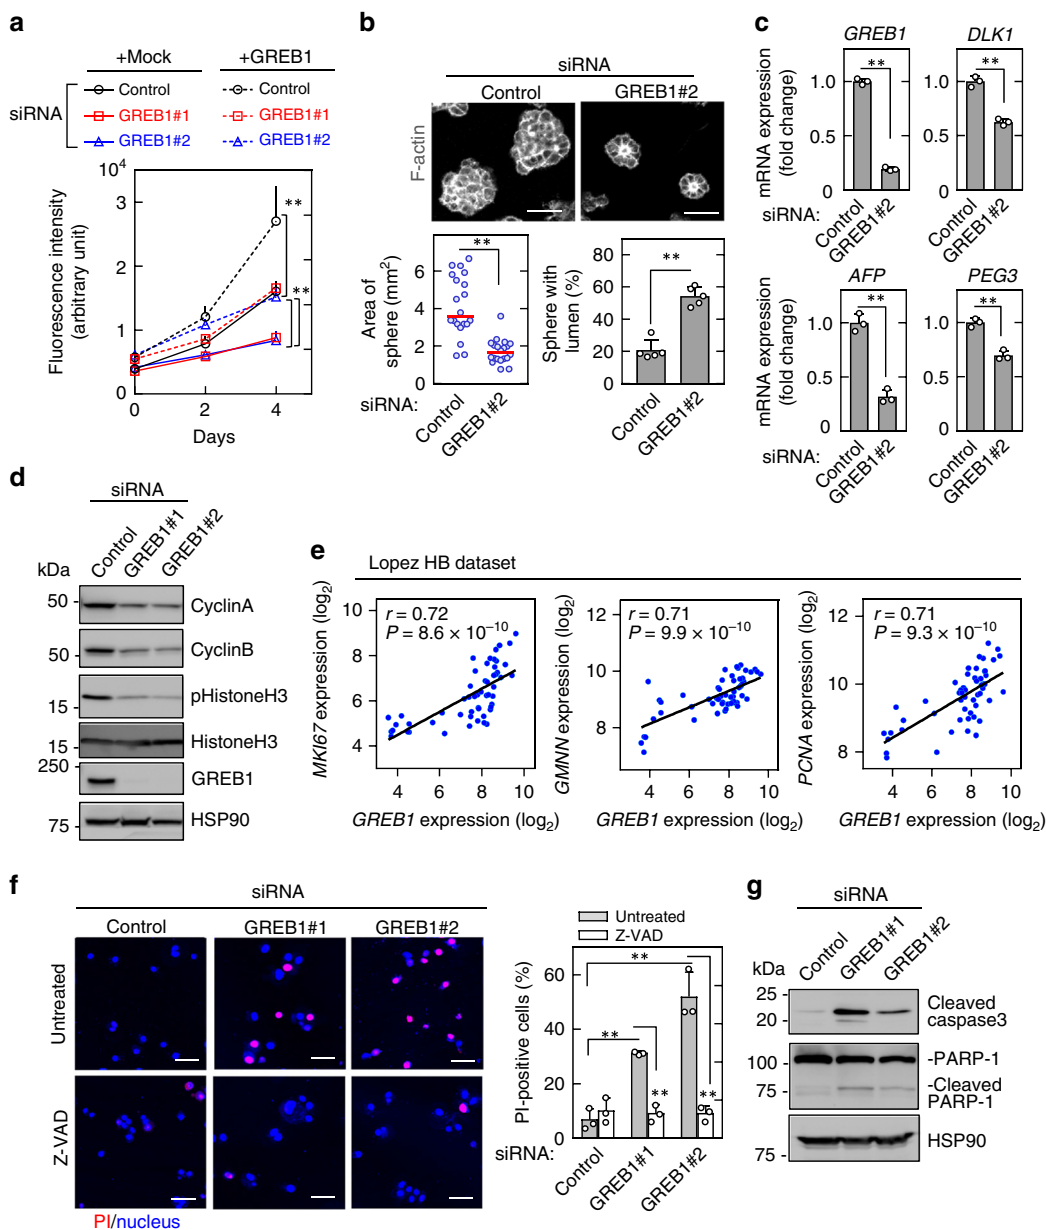 a
+Mock +GREB1
siRNA
Control Control
GREB1#1 GREB1#1
GREB1#2 GREB1#2
10⁴
Fluorescence intensity
(arbitrary unit)
3
2
1
0
**
**
0 2 4
Days
b
siRNA
Control GREB1#2
F-actin
Area of
sphere (mm²)
6
4
2
0
**
Sphere with
lumen (%)
80
60
40
20
0
**
siRNA:
Control GREB1#2
Control GREB1#2
c
GREB1 DLK1
mRNA expression
(fold change)
1.0
0.5
0
**
1.0
0.5
0
**
siRNA:
Control GREB1#2
Control GREB1#2
AFP PEG3
mRNA expression
(fold change)
1.0
0.5
0
**
1.0
0.5
0
**
siRNA:
Control GREB1#2
Control GREB1#2
d
siRNA
Control GREB1#1 GREB1#2
kDa
50 - CyclinA
50 - CyclinB
15 - pHistoneH3
15 - HistoneH3
250 - GREB1
75 - HSP90
e
Lopez HB dataset
MKI67 expression (log₂)
10
8
6
4
r = 0.72
P = 8.6 × 10⁻¹⁰
4 6 8 10
GREB1 expression (log₂)
GMNN expression (log₂)
12
10
8
r = 0.71
P = 9.9 × 10⁻¹⁰
4 6 8 10
GREB1 expression (log₂)
PCNA expression (log₂)
12
10
8
r = 0.71
P = 9.3 × 10⁻¹⁰
4 6 8 10
GREB1 expression (log₂)
f
siRNA
Control GREB1#1 GREB1#2
Untreated
Z-VAD
PI/nucleus
Untreated
Z-VAD
PI-positive cells (%)
60
40
20
0
**
**
** **
siRNA:
Control GREB1#1 GREB1#2
g
siRNA
Control GREB1#1 GREB1#2
kDa
25 -
20 -
Cleaved
caspase3
100 - -PARP-1
75 - -Cleaved
PARP-1
75 - HSP90